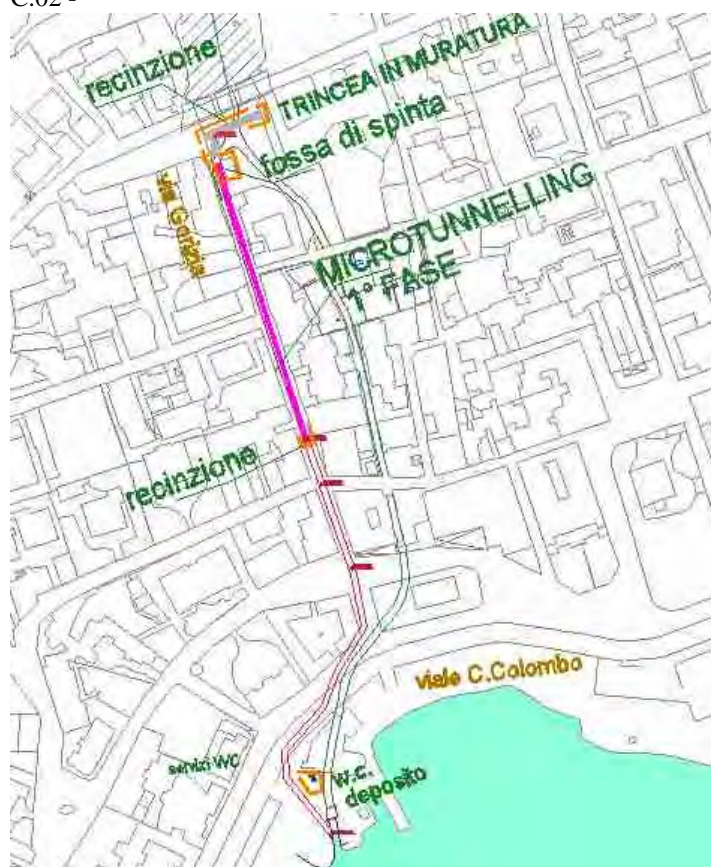 C.02 -
recinzione
TRINCEA IN MURATURA
fossa di spinta
via Gorizia
MICROTUNNELLING
1° FASE
recinzione
viale C.Colombo
servizi WC
w.c.
deposito